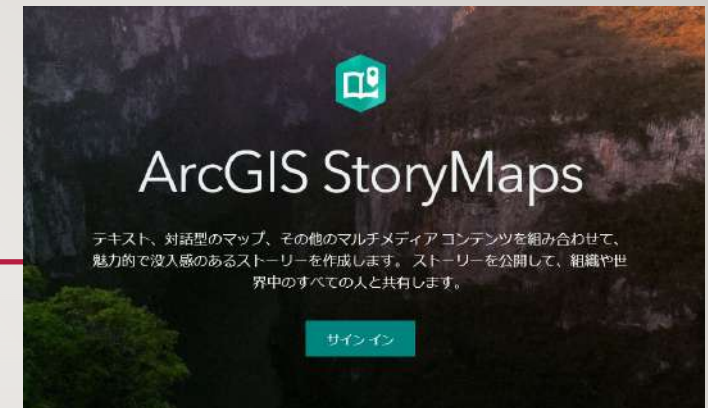 ArcGIS StoryMaps
テキスト、対話型のマップ、その他のマルチメディア コンテンツを組み合わせて、
魅力的で没入感のあるストーリーを作成します。 ストーリーを公開して、組織や世
界中のすべての人と共有します。
サイン イン